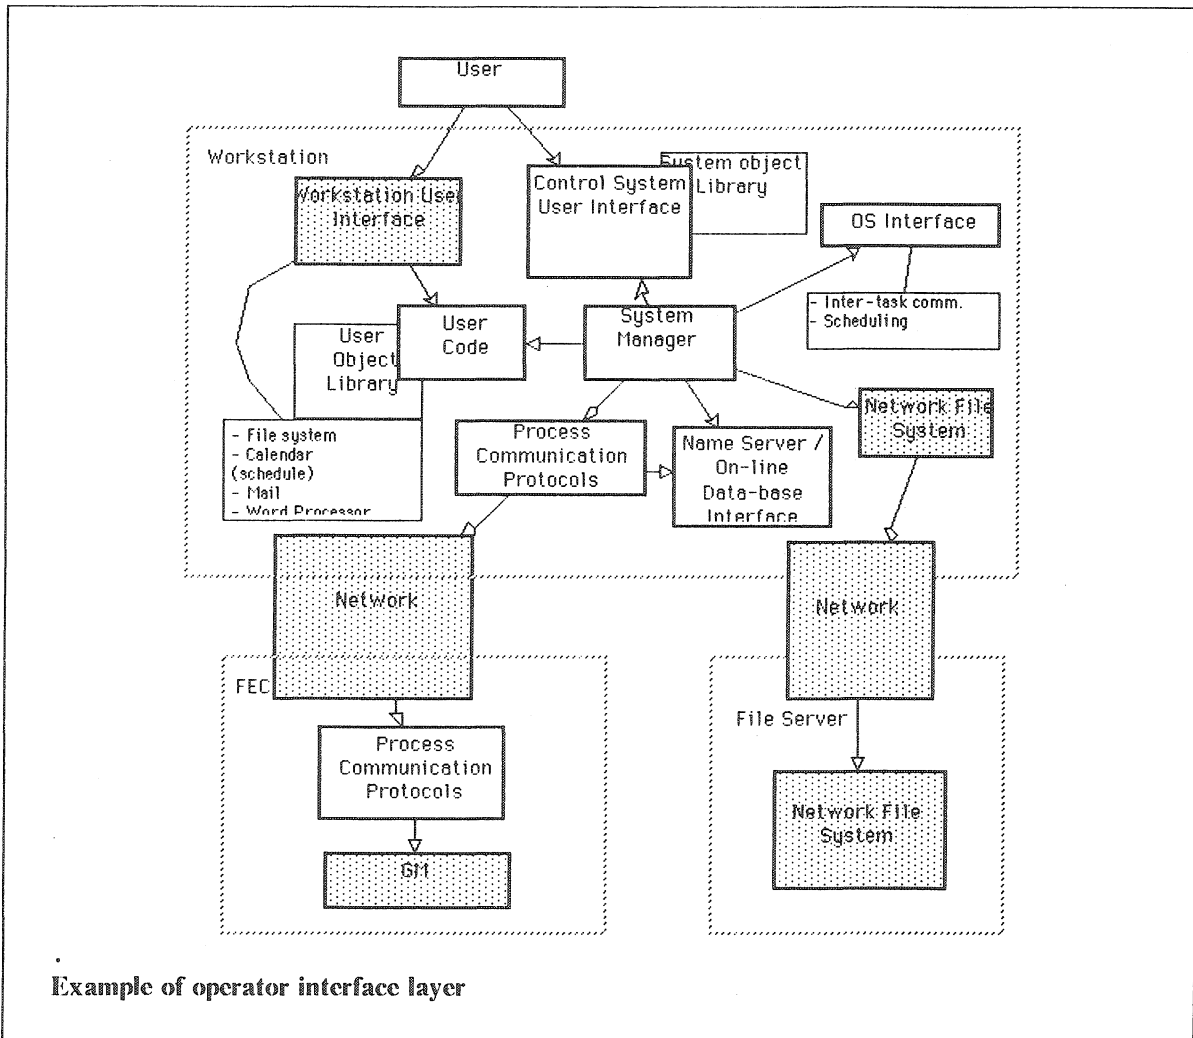 User
Workstation
Workstation User
Interface
Control System
User Interface
System object
Library
OS Interface
- Inter-task comm.
- Scheduling
User
Object
Library
User
Code
System
Manager
- File system
- Calendar
(schedule)
- Mail
- Word Processor
Process
Communication
Protocols
Name Server /
On-line
Data-base
Interface
Network File
System
Network
Network
FEC
Process
Communication
Protocols
GM
File Server
Network File
System
Example of operator interface layer